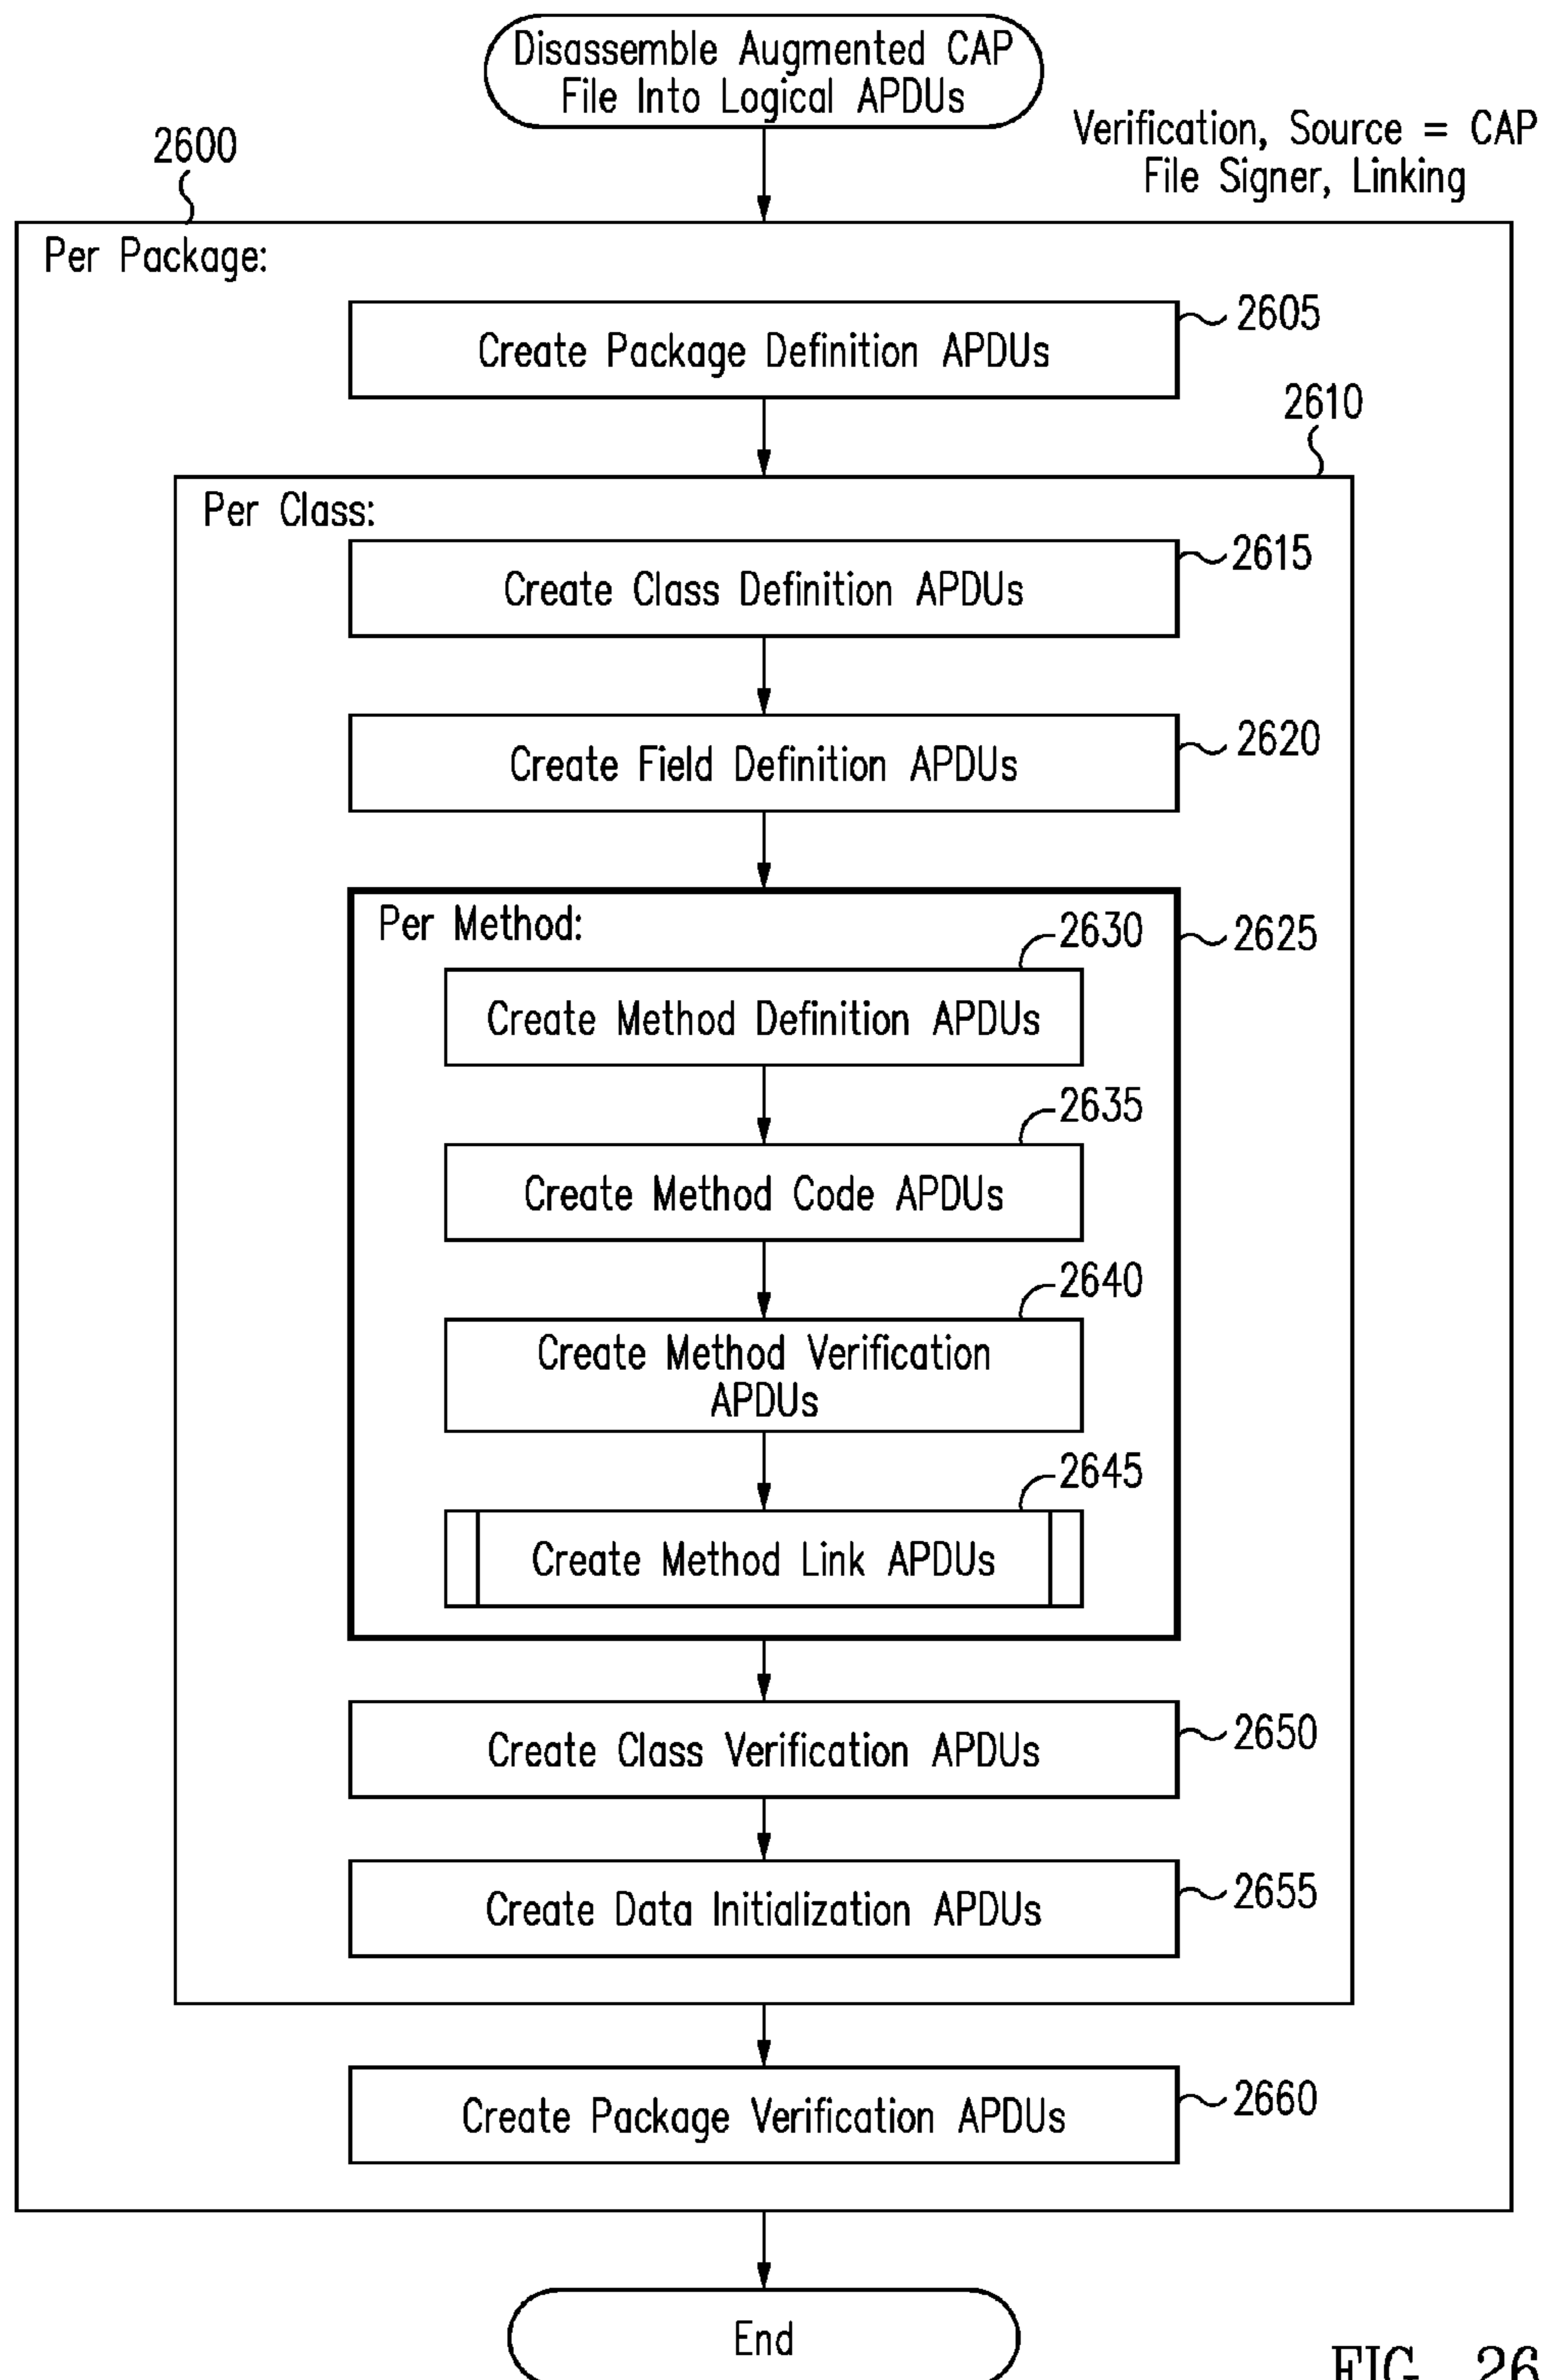 Disassemble Augmented CAP
File Into Logical APDUs
Verification, Source = CAP
File Signer, Linking
2600
Per Package:
2605
Create Package Definition APDUs
2610
Per Class:
2615
Create Class Definition APDUs
2620
Create Field Definition APDUs
Per Method:
2625
2630
Create Method Definition APDUs
2635
Create Method Code APDUs
2640
Create Method Verification
APDUs
2645
Create Method Link APDUs
2650
Create Class Verification APDUs
2655
Create Data Initialization APDUs
2660
Create Package Verification APDUs
End
FIG. 26